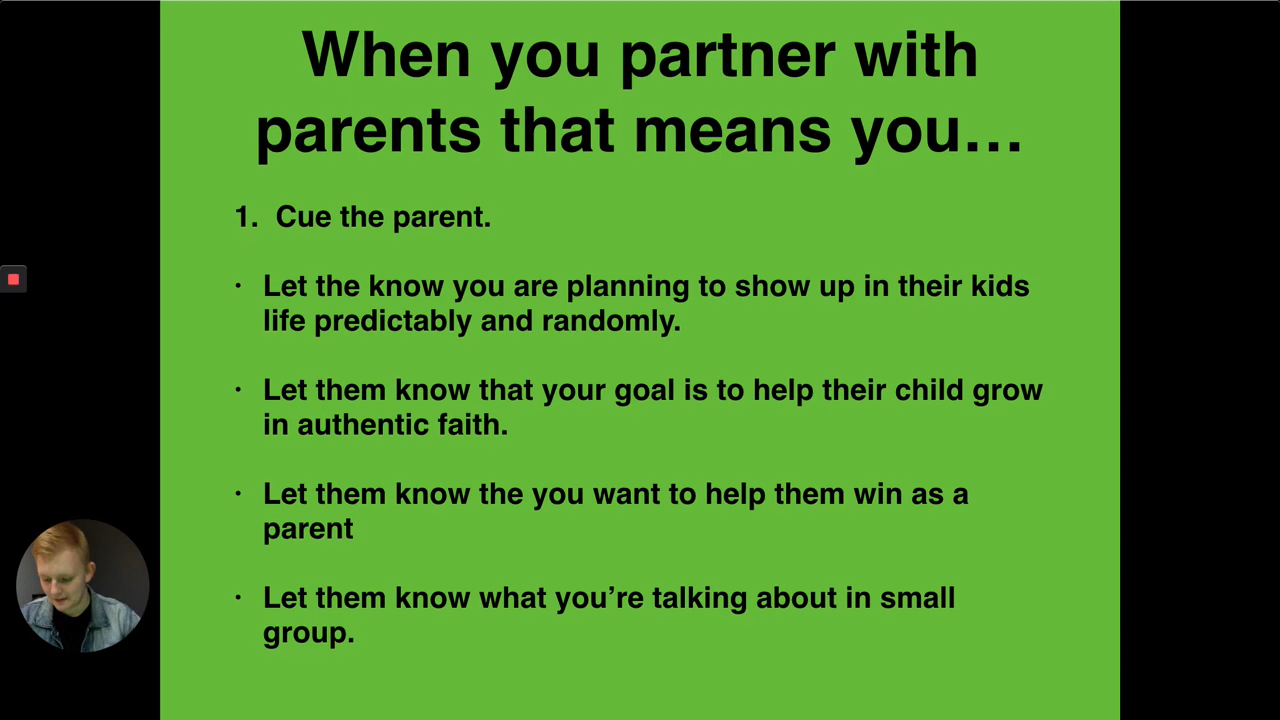 When you partner with
parents that means you…
1. Cue the parent.
· Let the know you are planning to show up in their kids
life predictably and randomly.
· Let them know that your goal is to help their child grow
in authentic faith.
· Let them know the you want to help them win as a
parent
· Let them know what you’re talking about in small
group.